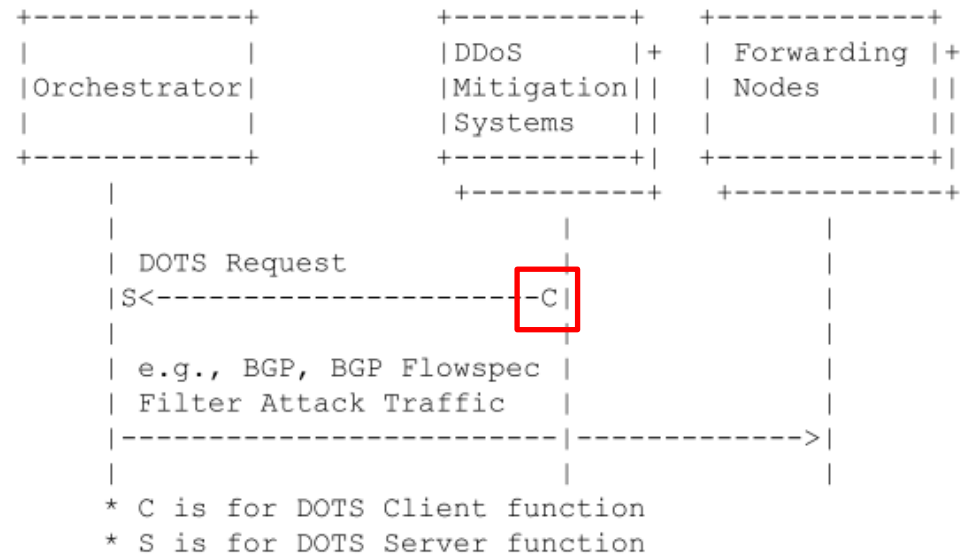 +------------+            +----------+   +------------+
|            |            |DDoS      |+  | Forwarding |+
|Orchestrator|            |Mitigation||  | Nodes      ||
|            |            |Systems   ||  |            ||
+------------+            +----------+|  +------------+|
      |                    +----------+   +------------+
      |                              |                 |
      | DOTS Request                 |                 |
      |S<---------------------------C|                 |
      |                              |                 |
      | e.g., BGP, BGP Flowspec      |                 |
      | Filter Attack Traffic        |                 |
      |------------------------------|---------------->|
      |                              |                 |
      * C is for DOTS Client function
      * S is for DOTS Server function